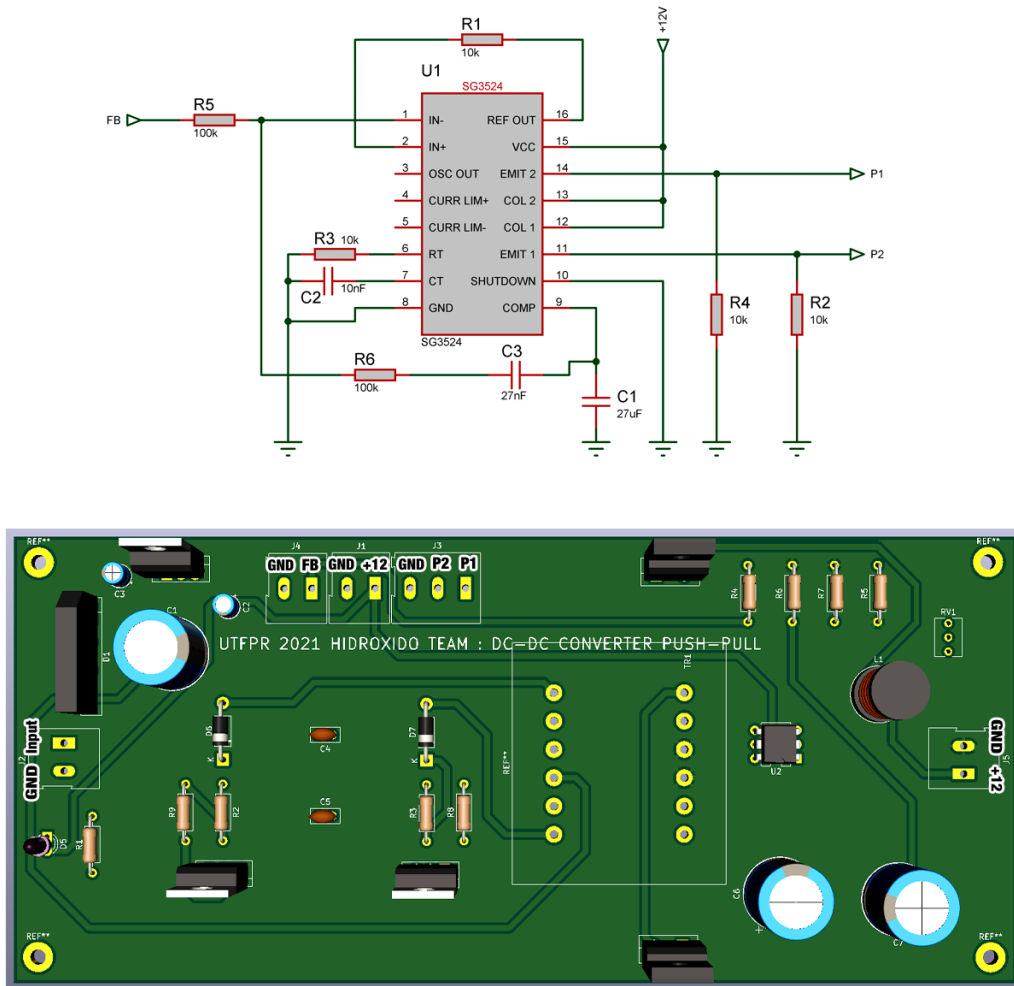 R1
10k
+12V
U1
SG3524
R5
FB
100k
1 IN- REF OUT 16
2 IN+ VCC 15
3 OSC OUT EMIT 2 14
P1
4 CURR LIM+ COL 2 13
5 CURR LIM- COL 1 12
R3 10k
6 RT EMIT 1 11
P2
7 CT SHUTDOWN 10
C2 10nF
8 GND COMP 9
R4
10k
R2
10k
SG3524
R6
100k
C3
27nF
C1
27uF
REF**
J4
J1
J3
REF**
GND FB
GND +12
GND P2 P1
C3
C1
C2
R4
R6
R7
R5
RV1
UTFPR 2021 HIDROXIDO TEAM : DC-DC CONVERTER PUSH-PULL
D1
TR1
L1
J2
GND Input
D6
K
C4
D7
K
REF**
U2
GND +12
J5
R9
R2
C5
R3
R8
D5
R1
C6
+
C7
REF**
REF**